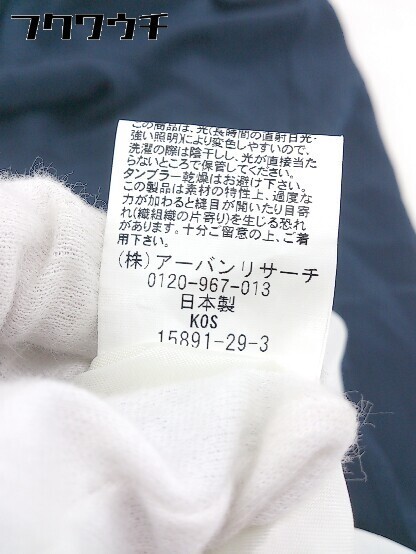 フクワウチ
この商品は、光(長時間の直射日光・
強い照明)により変色しやすいので、
洗濯の際は陰干しし、光が直接当た
らないところで保管してください。
タンブラー乾燥はお避け下さい。
この製品は素材の特性上、過度な
力が加わると縫目が開いたり目寄
れ(織組織の片寄り)を生じる恐れ
があります。十分ご留意の上、ご着
用下さい。
(株)アーバンリサーチ
0120-967-013
日本製
KOS
15891-29-3